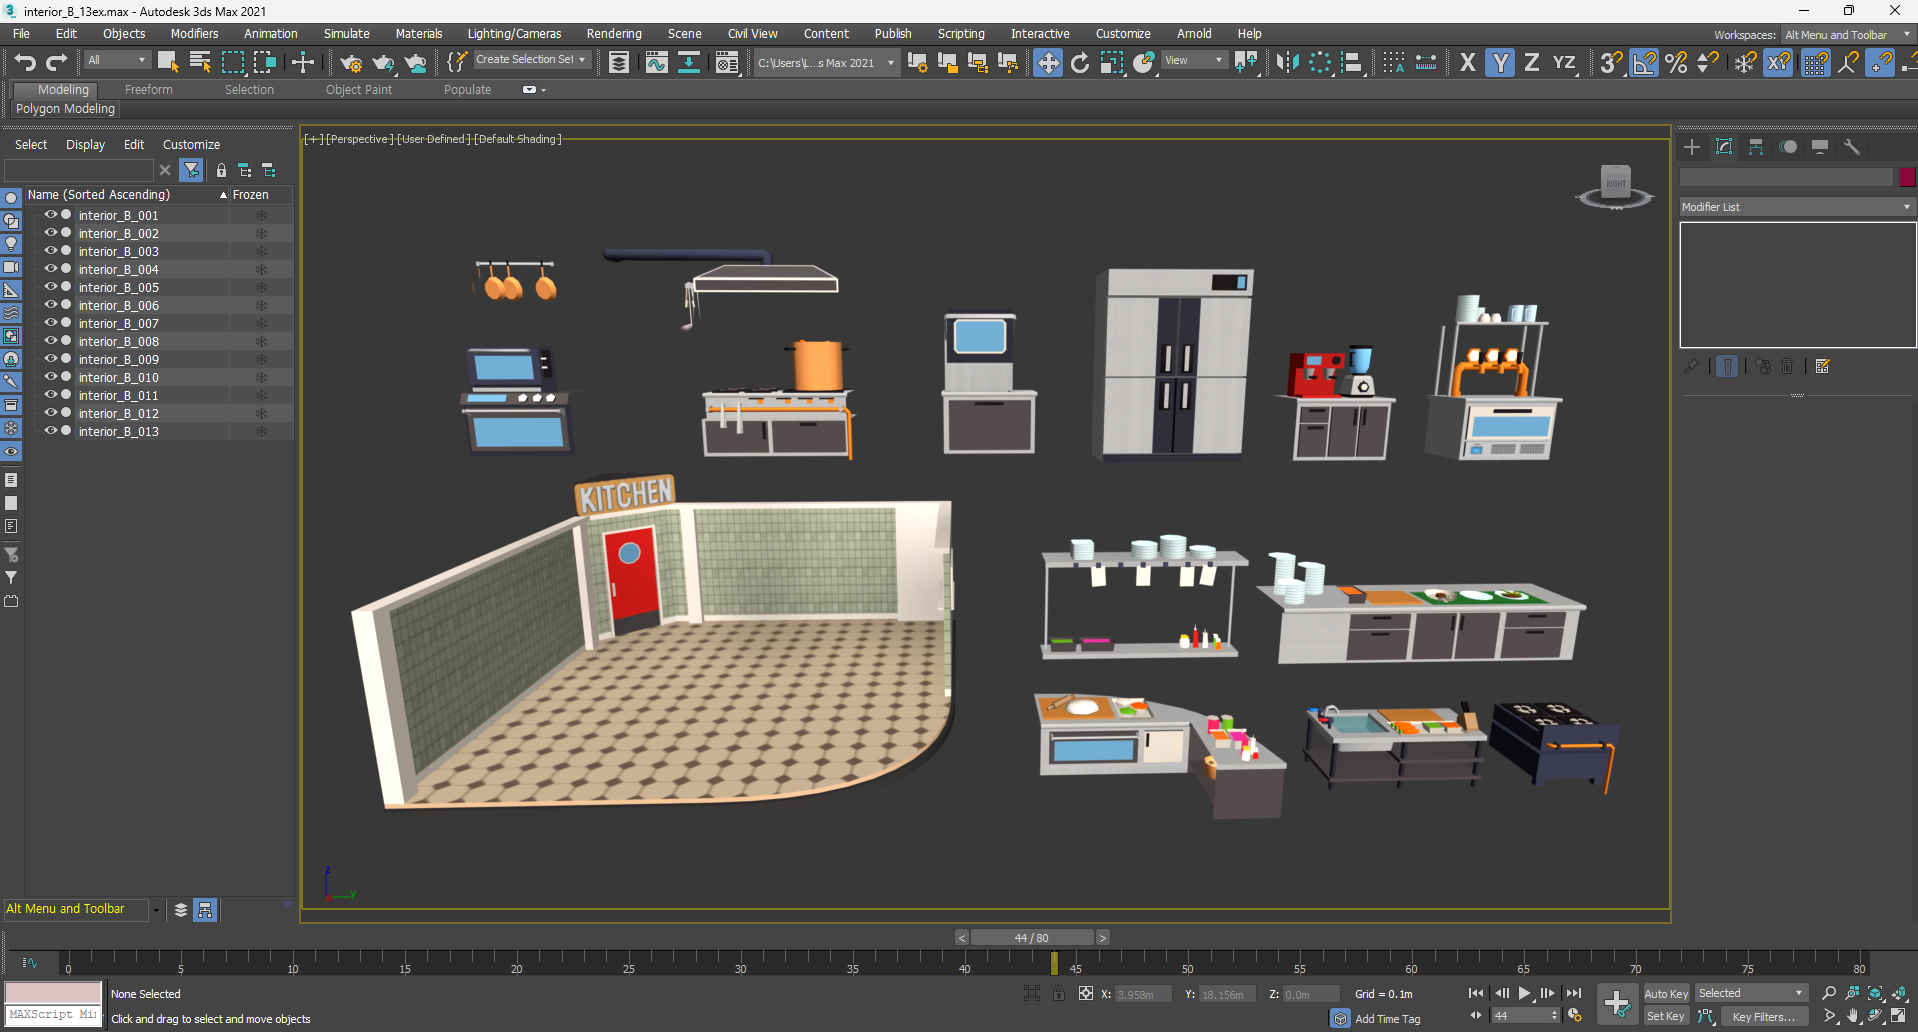 interior_B_13ex.max - Autodesk 3ds Max 2021
File Edit Objects Modifiers Animation Simulate Materials Lighting/Cameras Rendering Scene Civil View Content Publish Scripting Interactive Customize Arnold Help
Workspaces: Alt Menu and Toolbar
All Create Selection Set C:\Users\L...s Max 2021 View X Y Z YZ 3 XY
Modeling Freeform Selection Object Paint Populate
Polygon Modeling
Select Display Edit Customize
[+] [Perspective] [User Defined] [Default Shading]
RIGHT
Name (Sorted Ascending) Frozen
Modifier List
interior_B_001
interior_B_002
interior_B_003
interior_B_004
interior_B_005
interior_B_006
interior_B_007
interior_B_008
interior_B_009
interior_B_010
interior_B_011
interior_B_012
interior_B_013
KITCHEN
z
Y
Alt Menu and Toolbar
< 44 / 80 >
0 5 10 15 20 25 30 35 40 45 50 55 60 65 70 75 80
None Selected
X: 3.958m Y: 18.156m Z: 0.0m Grid = 0.1m
Auto Key Selected
MAXScript Mi
Click and drag to select and move objects
Add Time Tag
44
Set Key Key Filters...